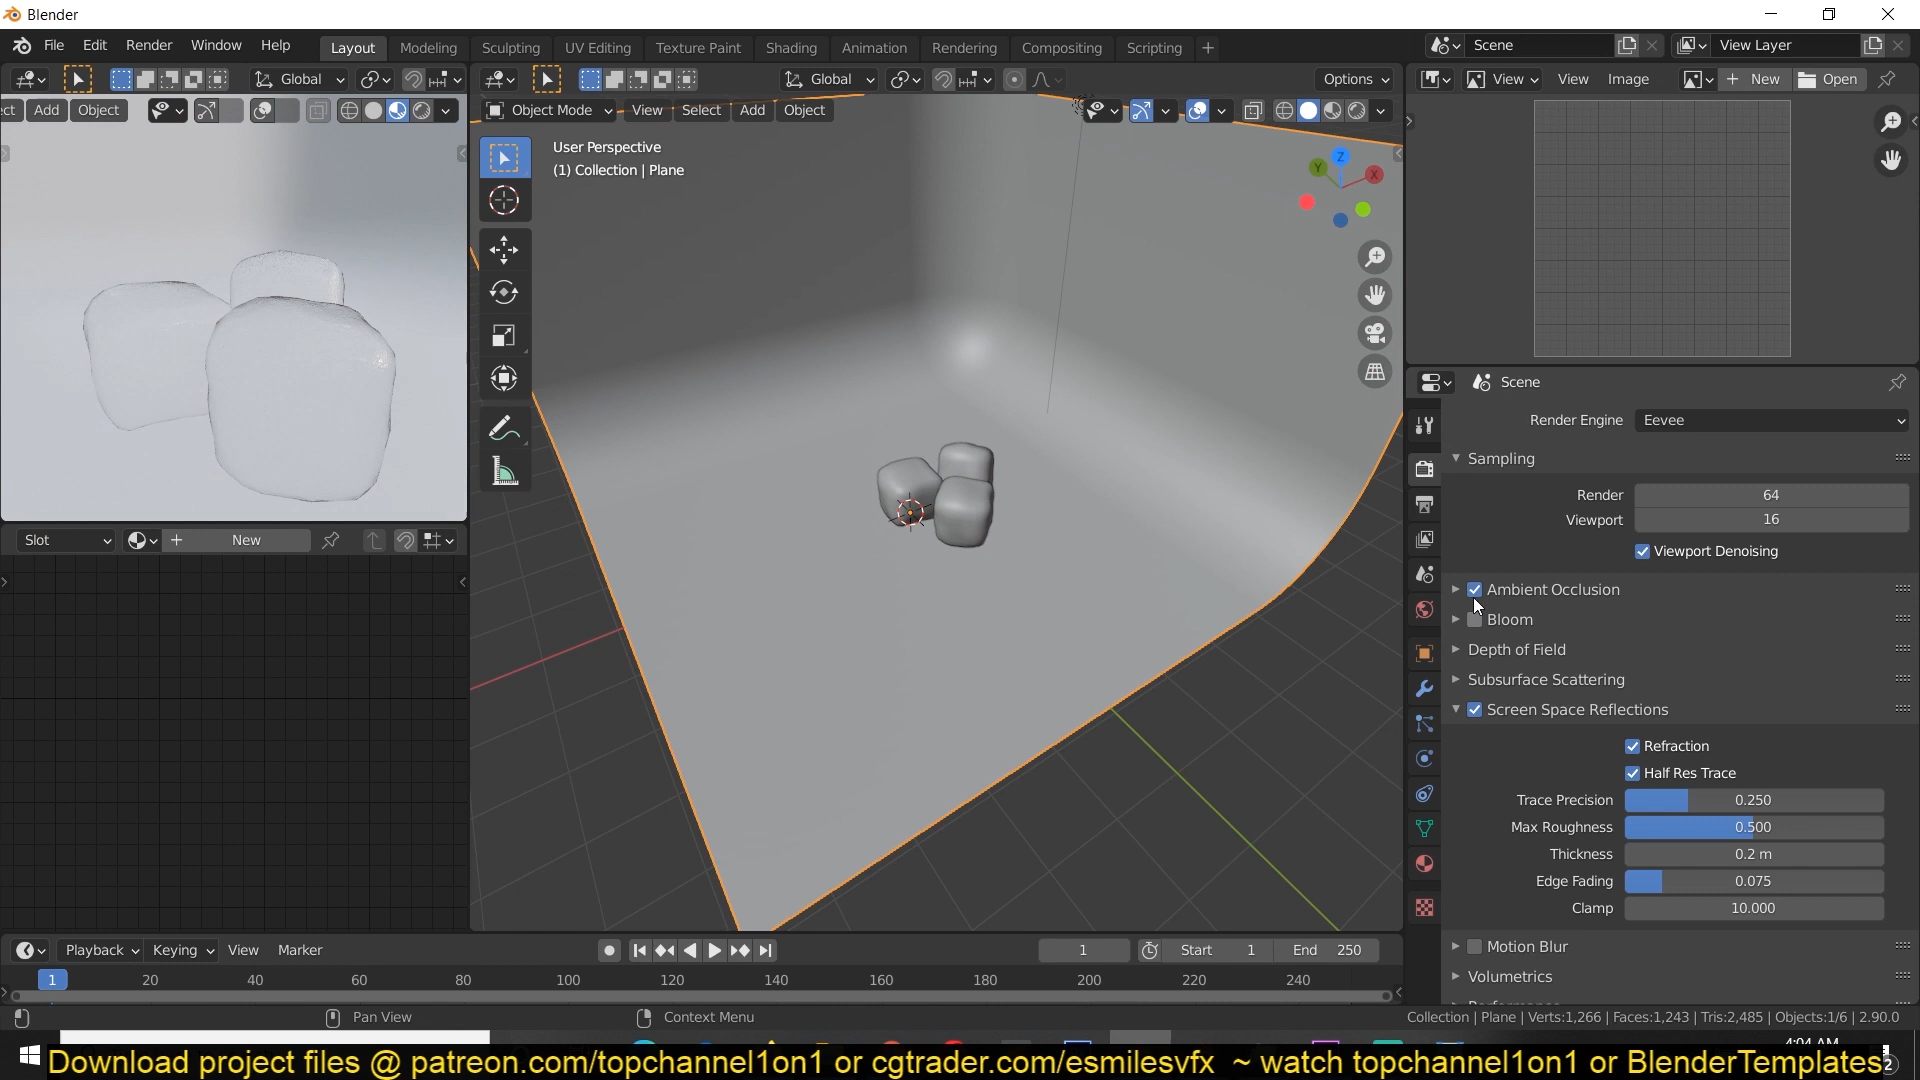 Blender
File Edit Render Window Help Layout Modeling Sculpting UV Editing Texture Paint Shading Animation Rendering Compositing Scripting + Scene View Layer
Global Global Options View View Image New Open
ect Add Object Object Mode View Select Add Object
User Perspective
(1) Collection | Plane
Z
Y
X
Scene
Render Engine Eevee
Sampling
Render 64
Viewport 16
Viewport Denoising
Ambient Occlusion
Bloom
Depth of Field
Subsurface Scattering
Screen Space Reflections
Refraction
Half Res Trace
Trace Precision 0.250
Max Roughness 0.500
Thickness 0.2 m
Edge Fading 0.075
Clamp 10.000
Motion Blur
Volumetrics
Performance
Slot New
Playback Keying View Marker 1 Start 1 End 250
1 20 40 60 80 100 120 140 160 180 200 220 240
Pan View Context Menu Collection | Plane | Verts:1,266 | Faces:1,243 | Tris:2,485 | Objects:1/6 | 2.90.0
4:04 AM
Download project files @ patreon.com/topchannel1on1 or cgtrader.com/esmilesvfx ~ watch topchannel1on1 or BlenderTemplates
2